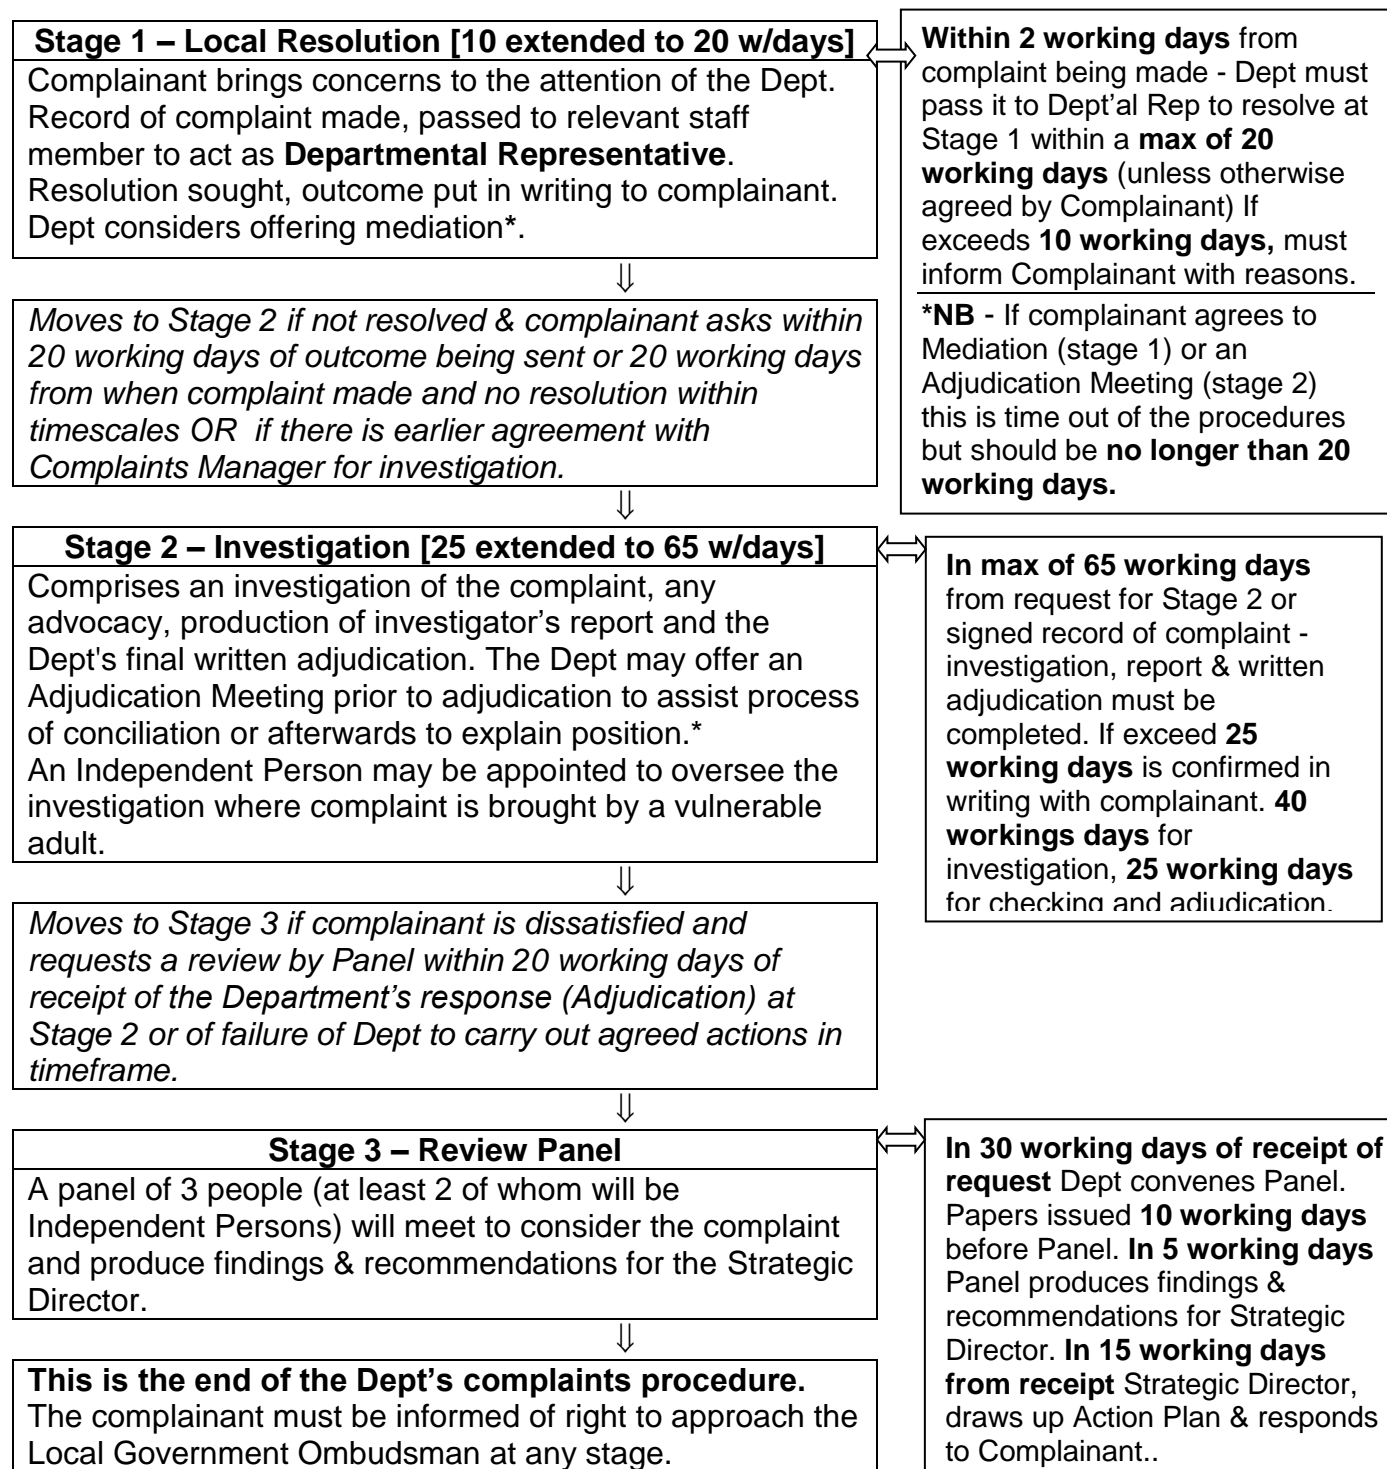 Stage 1 – Local Resolution [10 extended to 20 w/days]
Complainant brings concerns to the attention of the Dept.
Record of complaint made, passed to relevant staff
member to act as Departmental Representative.
Resolution sought, outcome put in writing to complainant.
Dept considers offering mediation*.
Within 2 working days from
complaint being made - Dept must
pass it to Dept'al Rep to resolve at
Stage 1 within a max of 20
working days (unless otherwise
agreed by Complainant) If
exceeds 10 working days, must
inform Complainant with reasons.
*NB - If complainant agrees to
Mediation (stage 1) or an
Adjudication Meeting (stage 2)
this is time out of the procedures
but should be no longer than 20
working days.
Moves to Stage 2 if not resolved & complainant asks within
20 working days of outcome being sent or 20 working days
from when complaint made and no resolution within
timescales OR  if there is earlier agreement with
Complaints Manager for investigation.
Stage 2 – Investigation [25 extended to 65 w/days]
Comprises an investigation of the complaint, any
advocacy, production of investigator's report and the
Dept's final written adjudication. The Dept may offer an
Adjudication Meeting prior to adjudication to assist process
of conciliation or afterwards to explain position.*
An Independent Person may be appointed to oversee the
investigation where complaint is brought by a vulnerable
adult.
In max of 65 working days
from request for Stage 2 or
signed record of complaint -
investigation, report & written
adjudication must be
completed. If exceed 25
working days is confirmed in
writing with complainant. 40
workings days for
investigation, 25 working days
for checking and adjudication.
Moves to Stage 3 if complainant is dissatisfied and
requests a review by Panel within 20 working days of
receipt of the Department's response (Adjudication) at
Stage 2 or of failure of Dept to carry out agreed actions in
timeframe.
Stage 3 – Review Panel
A panel of 3 people (at least 2 of whom will be
Independent Persons) will meet to consider the complaint
and produce findings & recommendations for the Strategic
Director.
In 30 working days of receipt of
request Dept convenes Panel.
Papers issued 10 working days
before Panel. In 5 working days
Panel produces findings &
recommendations for Strategic
Director. In 15 working days
from receipt Strategic Director,
draws up Action Plan & responds
to Complainant..
This is the end of the Dept's complaints procedure.
The complainant must be informed of right to approach the
Local Government Ombudsman at any stage.